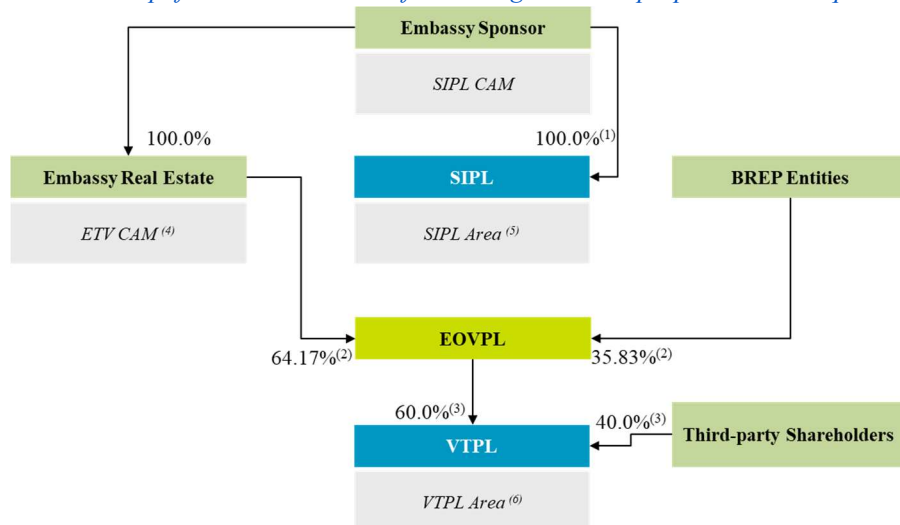 Embassy Sponsor
SIPL CAM
100.0%
100.0%(1)
Embassy Real Estate
SIPL
BREP Entities
ETV CAM (4)
SIPL Area (5)
EOVPL
64.17%(2)
35.83%(2)
60.0%(3)
40.0%(3)
VTPL
Third-party Shareholders
VTPL Area (6)